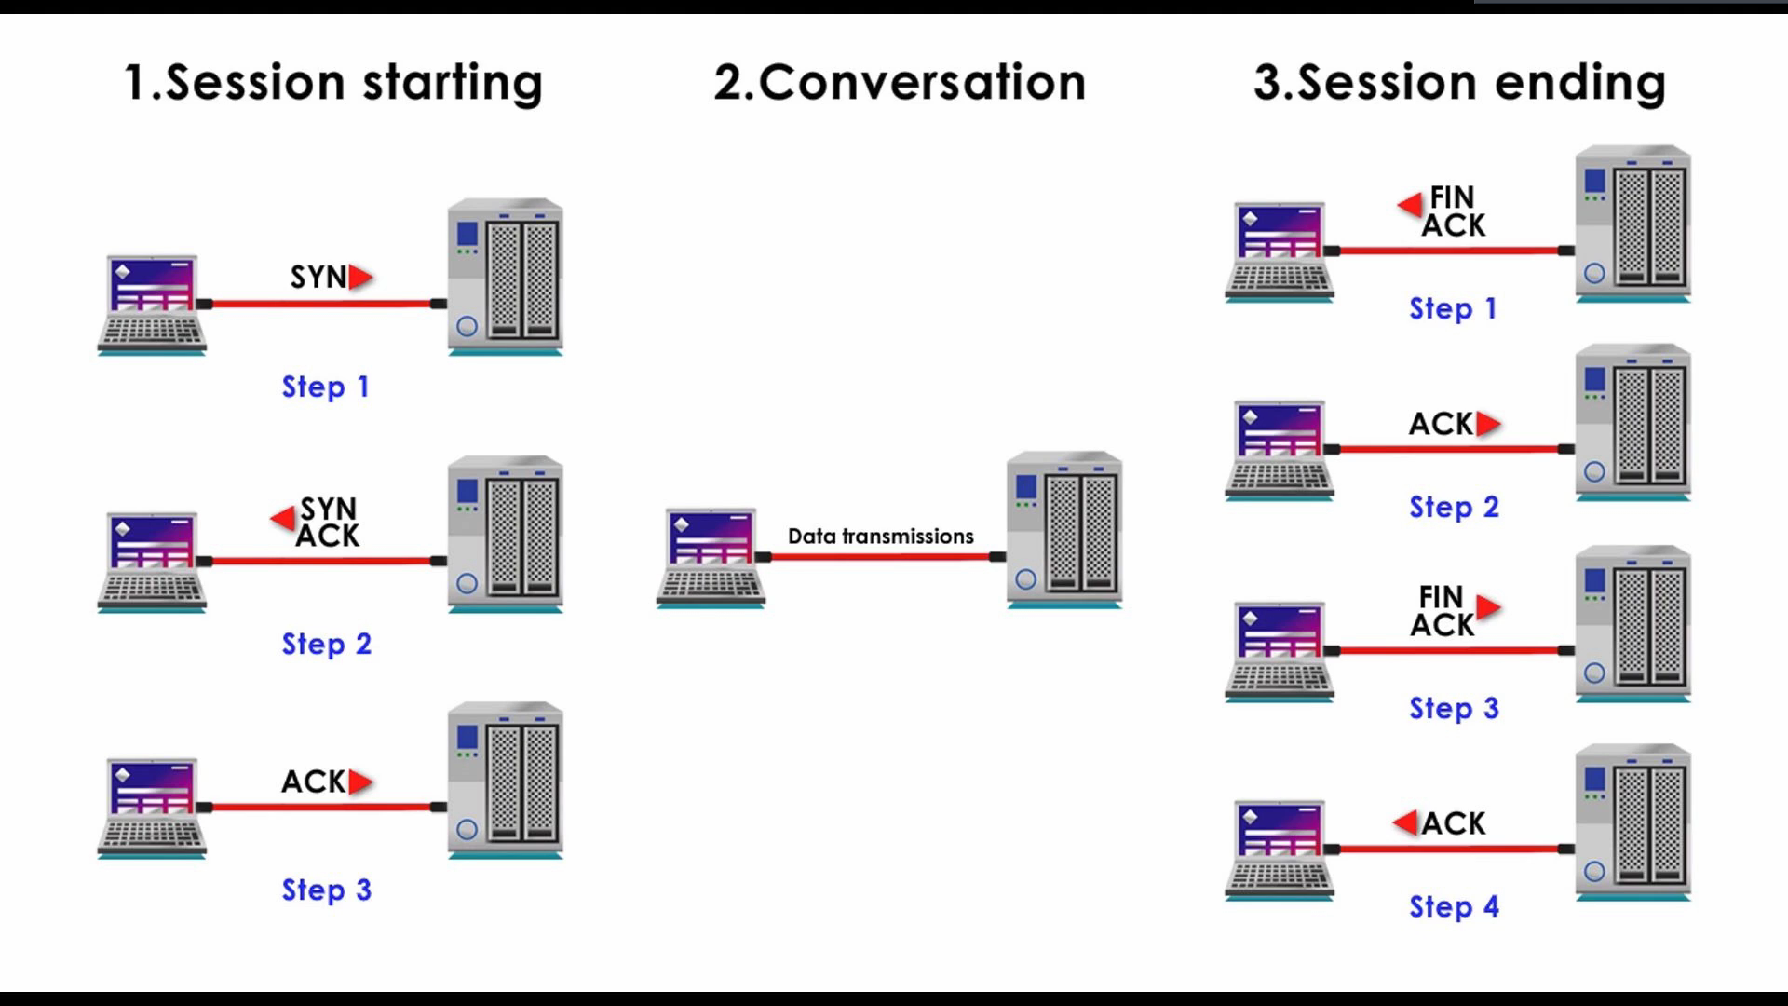 1.Session starting
SYN
Step 1
SYN
ACK
Step 2
ACK
Step 3
2.Conversation
Data transmissions
3.Session ending
FIN
ACK
Step 1
ACK
Step 2
FIN
ACK
Step 3
ACK
Step 4